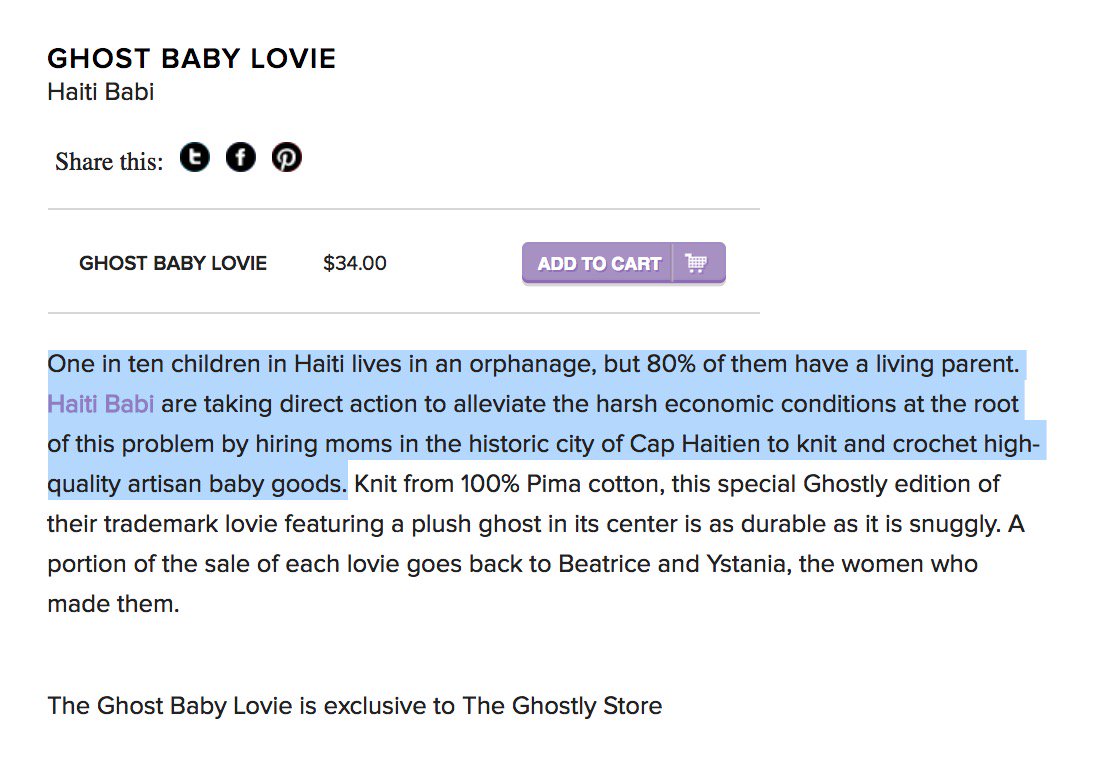 GHOST BABY LOVIE
Haiti Babi
Share this:
GHOST BABY LOVIE $34.00 ADD TO CART
One in ten children in Haiti lives in an orphanage, but 80% of them have a living parent.
Haiti Babi are taking direct action to alleviate the harsh economic conditions at the root
of this problem by hiring moms in the historic city of Cap Haitien to knit and crochet high-
quality artisan baby goods. Knit from 100% Pima cotton, this special Ghostly edition of
their trademark lovie featuring a plush ghost in its center is as durable as it is snuggly. A
portion of the sale of each lovie goes back to Beatrice and Ystania, the women who
made them.
The Ghost Baby Lovie is exclusive to The Ghostly Store